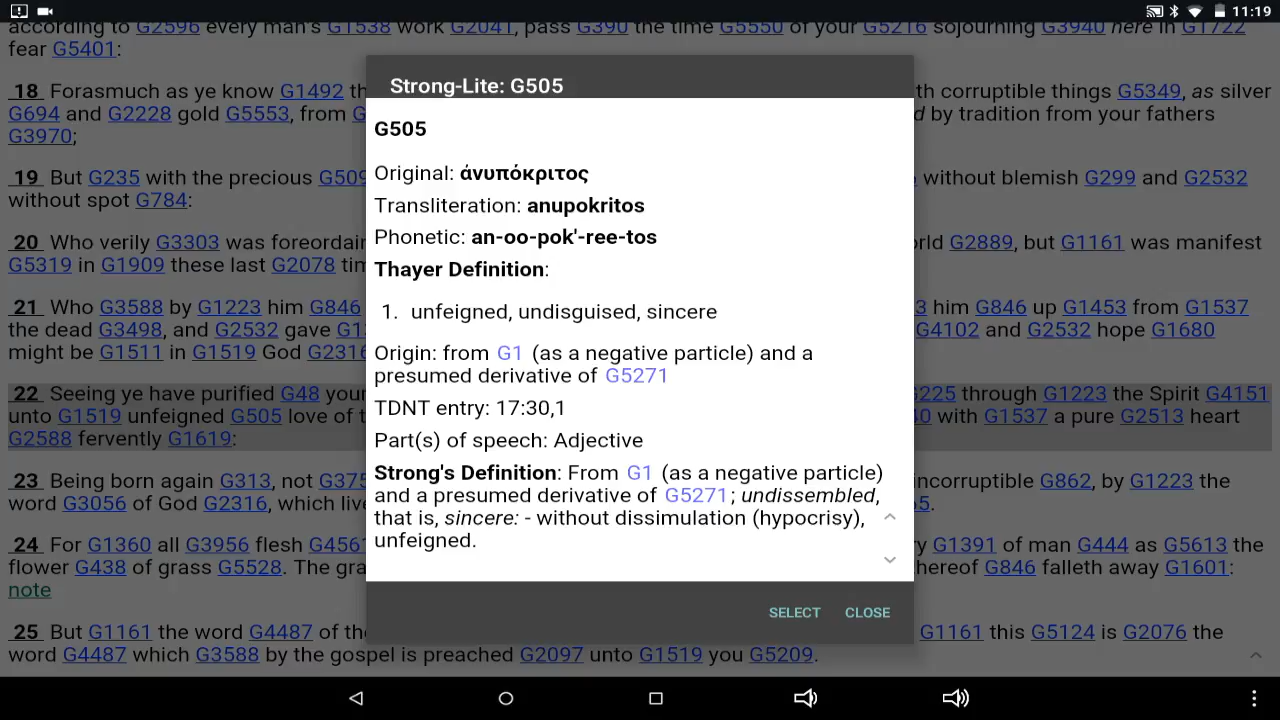 11:19
according to G2596 every man's G1538 work G2041, pass G390 the time G5550 of your G5216 sojourning G3940 here in G1722
fear G5401:
Strong-Lite: G505
18 Forasmuch as ye know G1492 th
th corruptible things G5349, as silver
G694 and G2228 gold G5553, from G
d by tradition from your fathers
G3970;
19 But G235 with the precious G509
without blemish G299 and G2532
without spot G784:
20 Who verily G3303 was foreordain
rld G2889, but G1161 was manifest
G5319 in G1909 these last G2078 tim
21 Who G3588 by G1223 him G846
3 him G846 up G1453 from G1537
the dead G3498, and G2532 gave G1
G4102 and G2532 hope G1680
might be G1511 in G1519 God G2316
22 Seeing ye have purified G48 your
G225 through G1223 the Spirit G4151
unto G1519 unfeigned G505 love of t
0 with G1537 a pure G2513 heart
G2588 fervently G1619:
23 Being born again G313, not G375
incorruptible G862, by G1223 the
word G3056 of God G2316, which live
5.
24 For G1360 all G3956 flesh G4561
y G1391 of man G444 as G5613 the
flower G438 of grass G5528. The gra
hereof G846 falleth away G1601:
note
25 But G1161 the word G4487 of the
G1161 this G5124 is G2076 the
word G4487 which G3588 by the gospel is preached G2097 unto G1519 you G5209.
G505
Original: ἀνυπόκριτος
Transliteration: anupokritos
Phonetic: an-oo-pok'-ree-tos
Thayer Definition:
1. unfeigned, undisguised, sincere
Origin: from G1 (as a negative particle) and a
presumed derivative of G5271
TDNT entry: 17:30,1
Part(s) of speech: Adjective
Strong's Definition: From G1 (as a negative particle)
and a presumed derivative of G5271; undissembled,
that is, sincere: - without dissimulation (hypocrisy),
unfeigned.
SELECT CLOSE